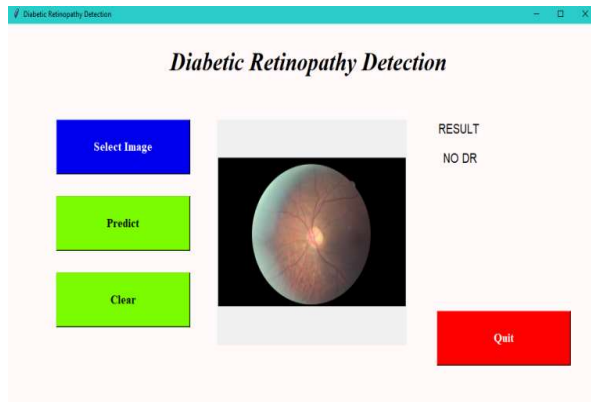 Diabetic Retinopathy Detection
Diabetic Retinopathy Detection
Select Image
Predict
Clear
RESULT
NO DR
Quit